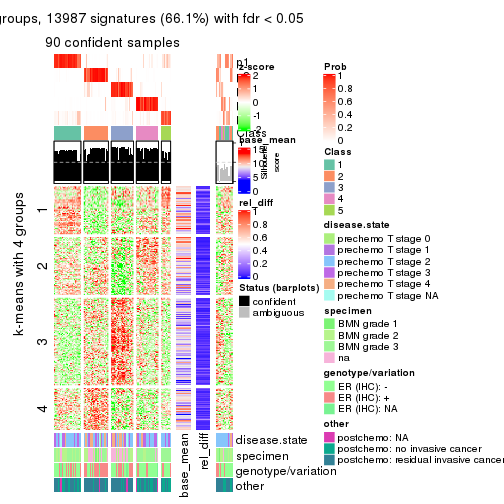 groups, 13987 signatures (66.1%) with fdr < 0.05
90 confident samples
p1
Class
Silhouette
score
1
2
3
4
k-means with 4 groups
z-score
2
1
0
-1
-2
base_mean
15
10
5
0
rel_diff
1
0.8
0.6
0.4
0.2
0
Status (barplots)
confident
ambiguous
Prob
1
0.8
0.6
0.4
0.2
0
Class
1
2
3
4
5
disease.state
prechemo T stage 0
prechemo T stage 1
prechemo T stage 2
prechemo T stage 3
prechemo T stage 4
prechemo T stage NA
specimen
BMN grade 1
BMN grade 2
BMN grade 3
na
genotype/variation
ER (IHC): -
ER (IHC): +
ER (IHC): NA
other
postchemo: NA
postchemo: no invasive cancer
postchemo: residual invasive cancer
disease.state
specimen
genotype/variation
other
base_mean
rel_diff